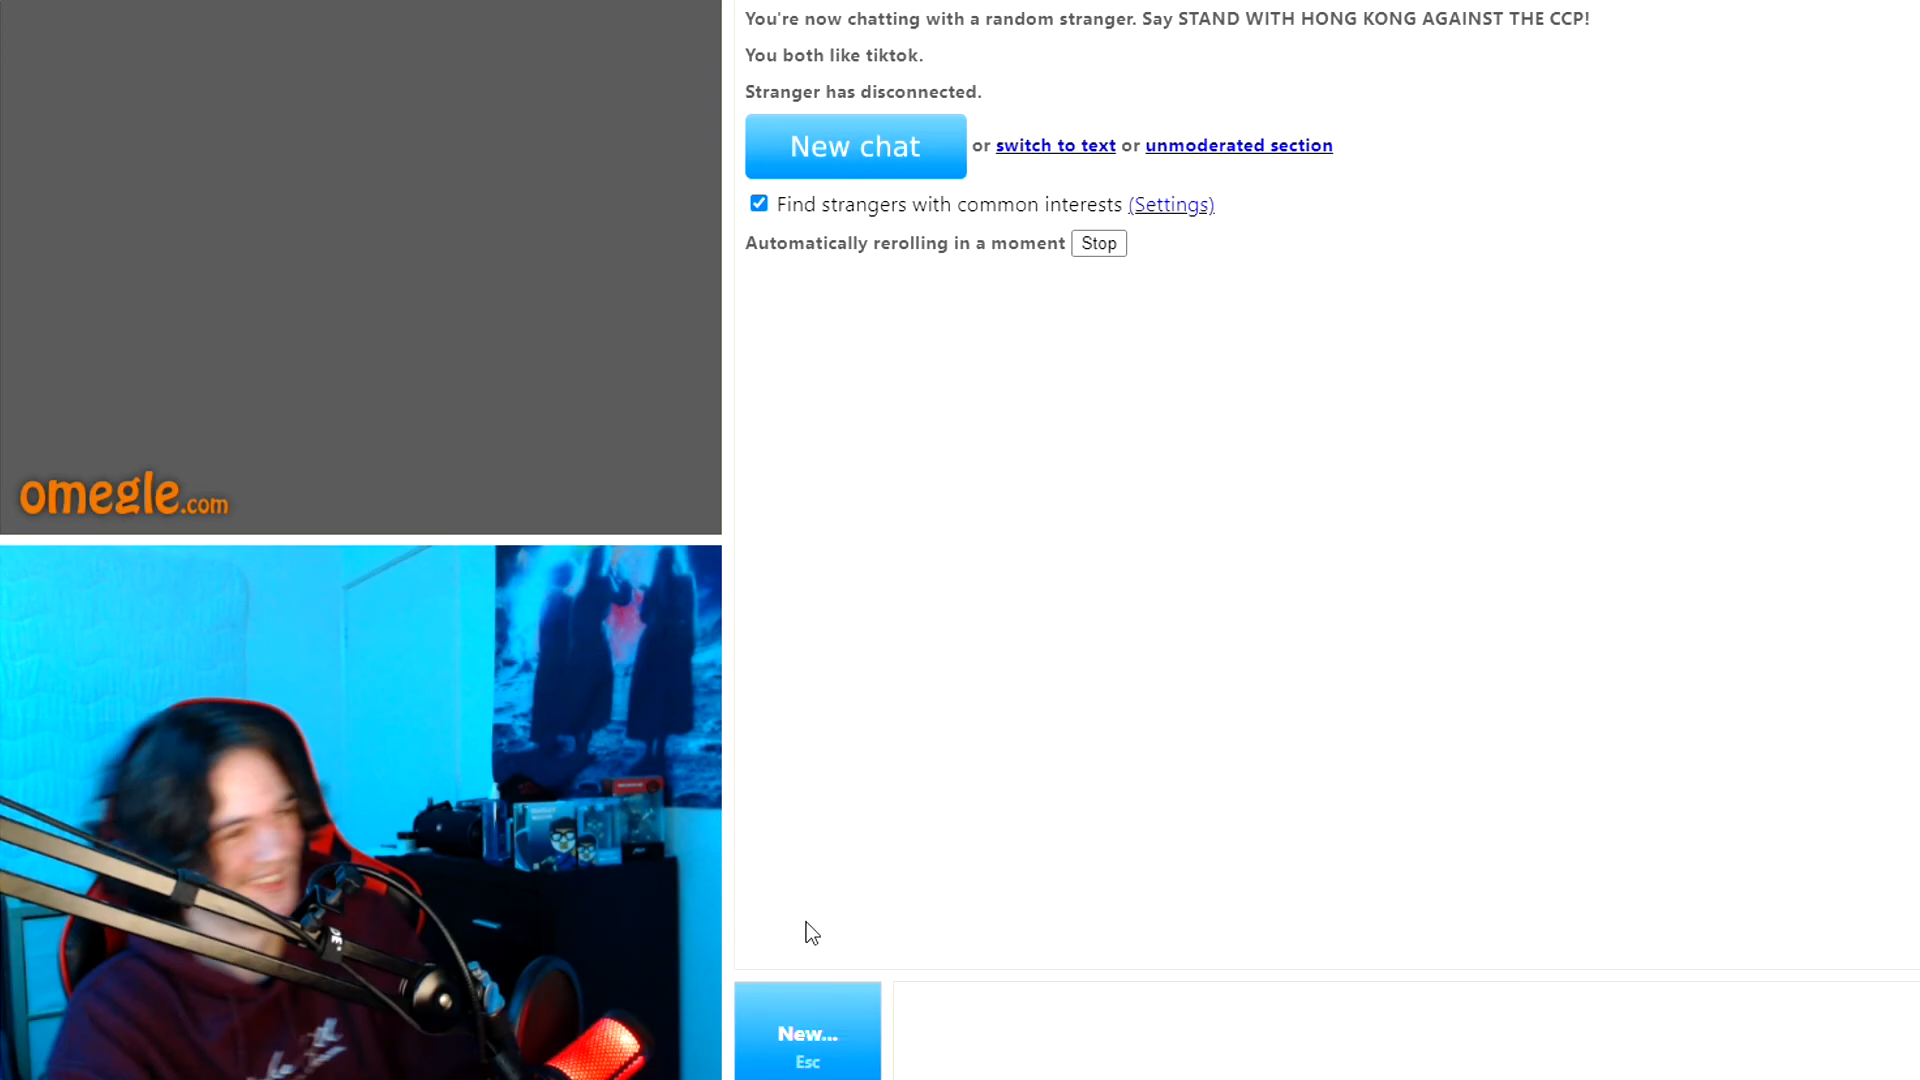 You're now chatting with a random stranger. Say STAND WITH HONG KONG AGAINST THE CCP!
You both like tiktok.
Stranger has disconnected.
New chat or switch to text or unmoderated section
Find strangers with common interests (Settings)
Automatically rerolling in a moment Stop
omegle.com
New...
Esc